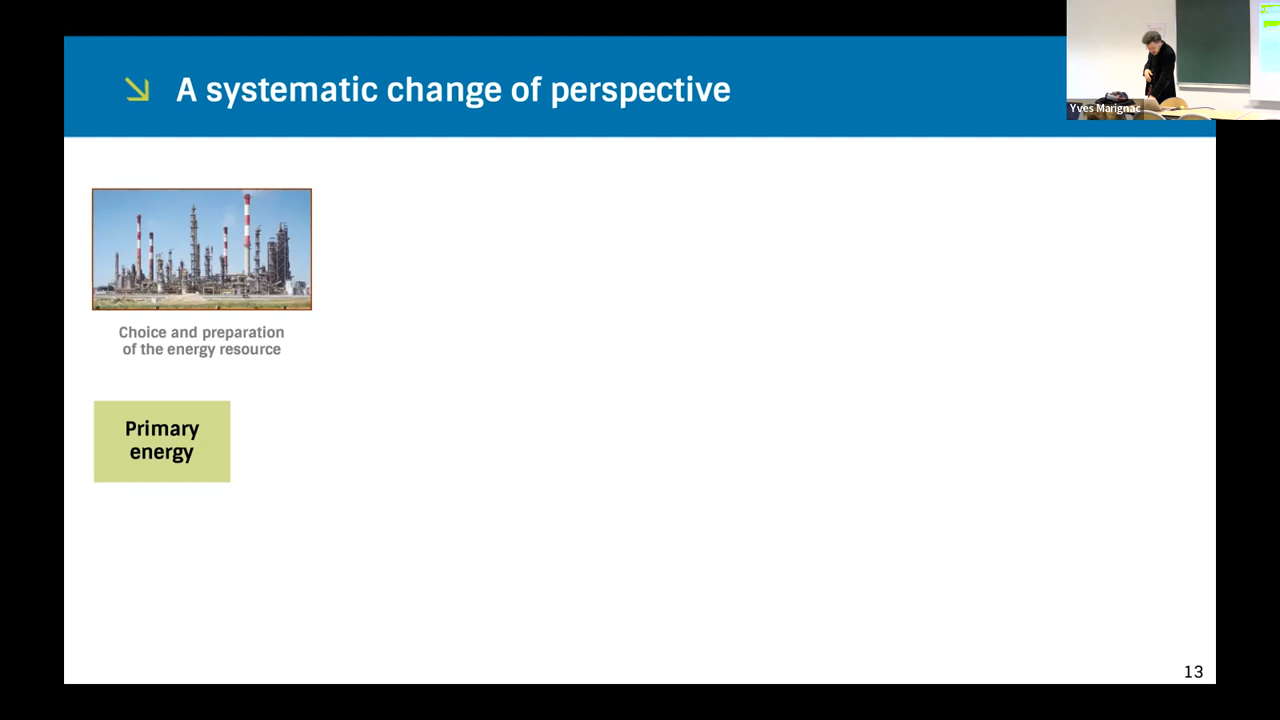 A systematic change of perspective
Yves Marignac
Choice and preparation
of the energy resource
Primary
energy
13